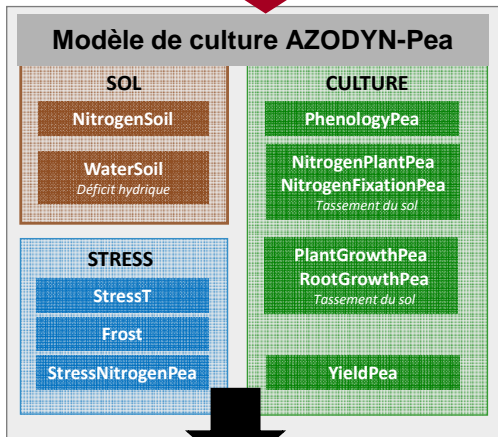 Modèle de culture AZODYN-Pea
SOL
NitrogenSoil
WaterSoil
Déficit hydrique
STRESS
StressT
Frost
StressNitrogenPea
CULTURE
PhenologyPea
NitrogenPlantPea
NitrogenFixationPea
Tassement du sol
PlantGrowthPea
RootGrowthPea
Tassement du sol
YieldPea